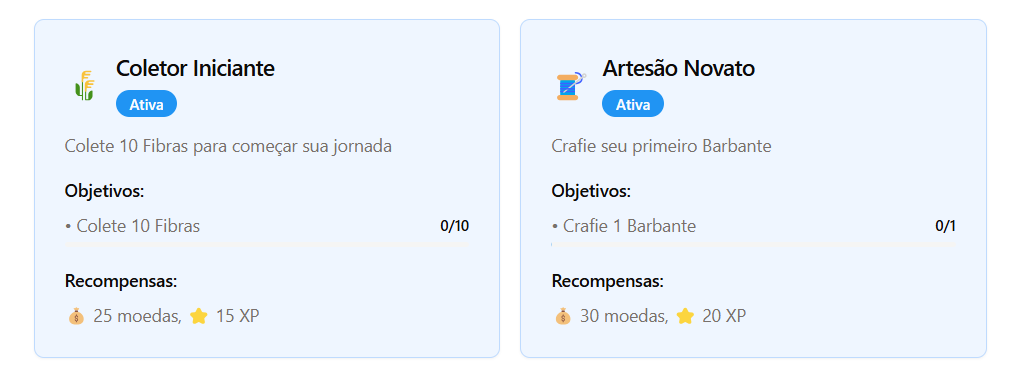 Coletor Iniciante
Ativa
Colete 10 Fibras para começar sua jornada
Objetivos:
• Colete 10 Fibras 0/10
Recompensas:
25 moedas, 15 XP
Artesão Novato
Ativa
Crafie seu primeiro Barbante
Objetivos:
• Crafie 1 Barbante 0/1
Recompensas:
30 moedas, 20 XP